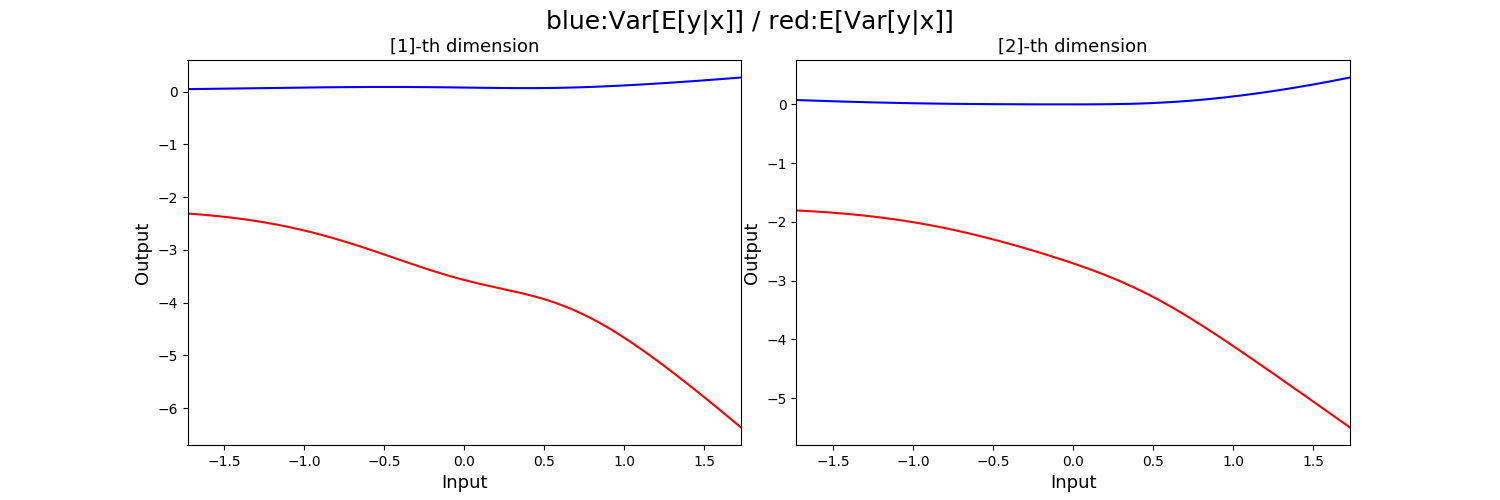 blue:Var[E[y|x]] / red:E[Var[y|x]]
[1]-th dimension
0
−1
−2
−3
−4
−5
−6
Output
−1.5 −1.0 −0.5 0.0 0.5 1.0 1.5
Input
[2]-th dimension
0
−1
−2
−3
−4
−5
Output
−1.5 −1.0 −0.5 0.0 0.5 1.0 1.5
Input